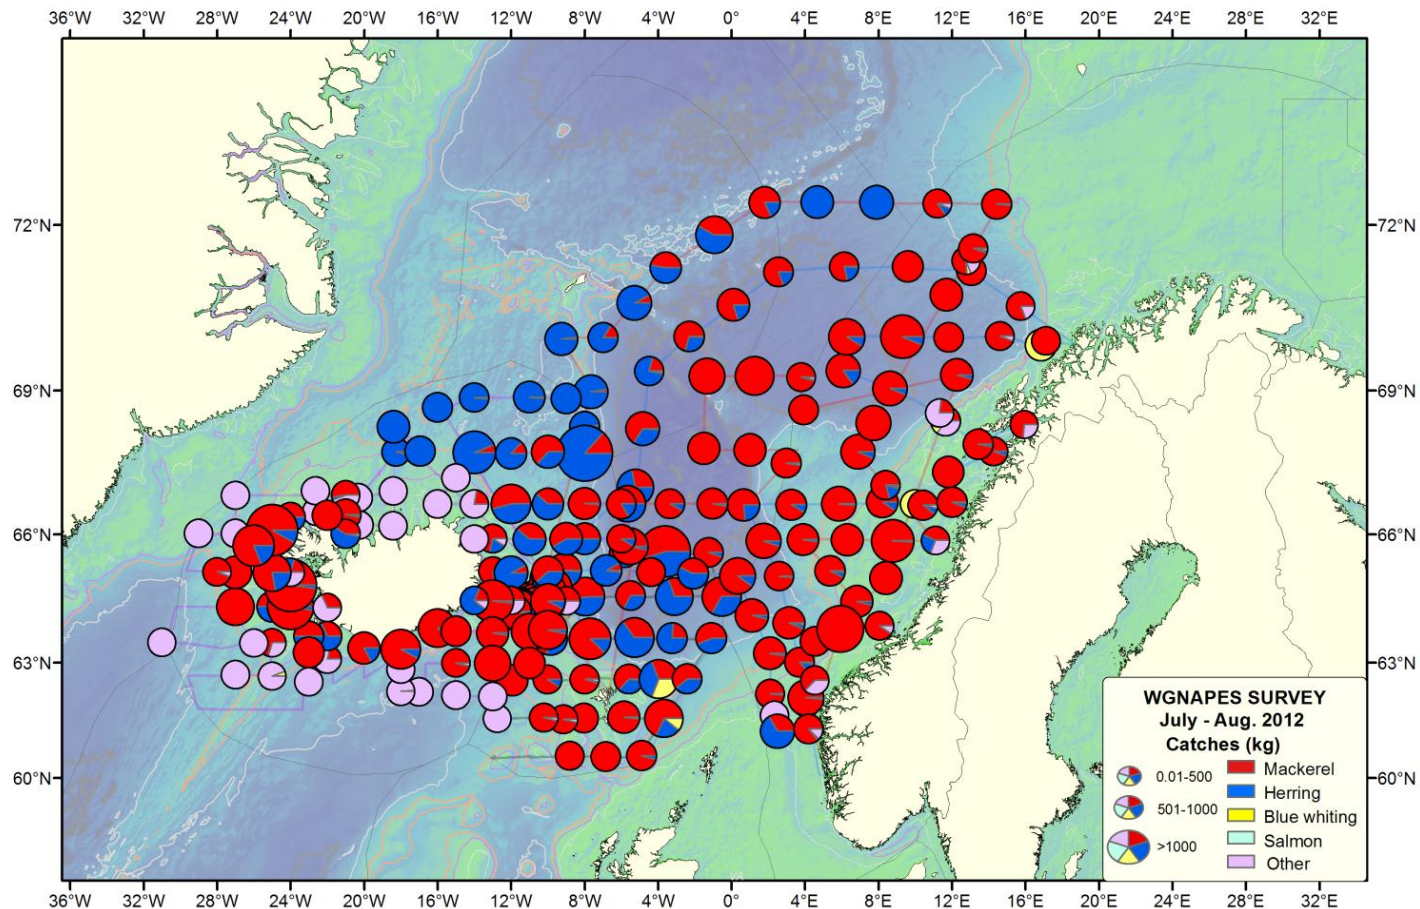 36°W 32°W 28°W 24°W 20°W 16°W 12°W 8°W 4°W 0° 4°E 8°E 12°E 16°E 20°E 24°E 28°E 32°E
72°N 72°N
69°N 69°N
66°N 66°N
63°N 63°N
60°N 60°N
WGNAPES SURVEY
July - Aug. 2012
Catches (kg)
0.01-500
501-1000
>1000
Mackerel
Herring
Blue whiting
Salmon
Other
36°W 32°W 28°W 24°W 20°W 16°W 12°W 8°W 4°W 0° 4°E 8°E 12°E 16°E 20°E 24°E 28°E 32°E